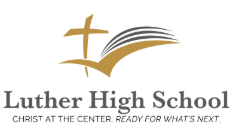 Luther High School
CHRIST AT THE CENTER. READY FOR WHAT'S NEXT.